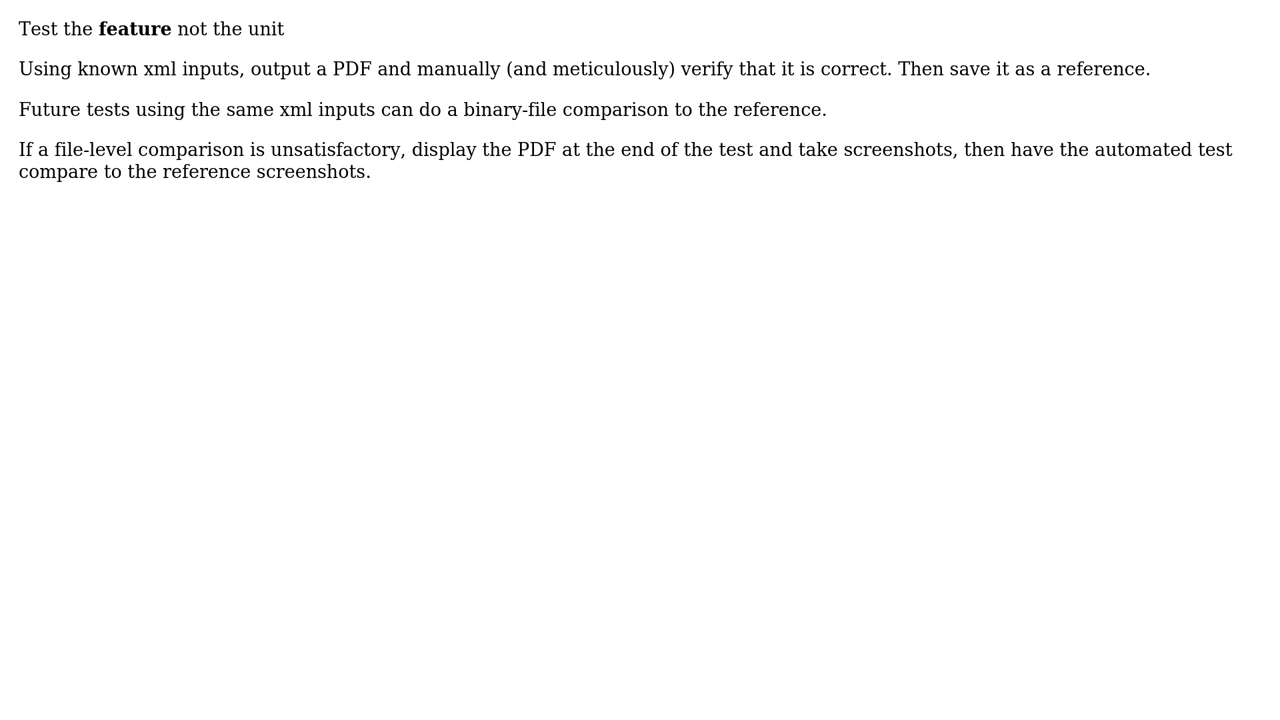 Test the feature not the unit
Using known xml inputs, output a PDF and manually (and meticulously) verify that it is correct. Then save it as a reference.
Future tests using the same xml inputs can do a binary-file comparison to the reference.
If a file-level comparison is unsatisfactory, display the PDF at the end of the test and take screenshots, then have the automated test
compare to the reference screenshots.